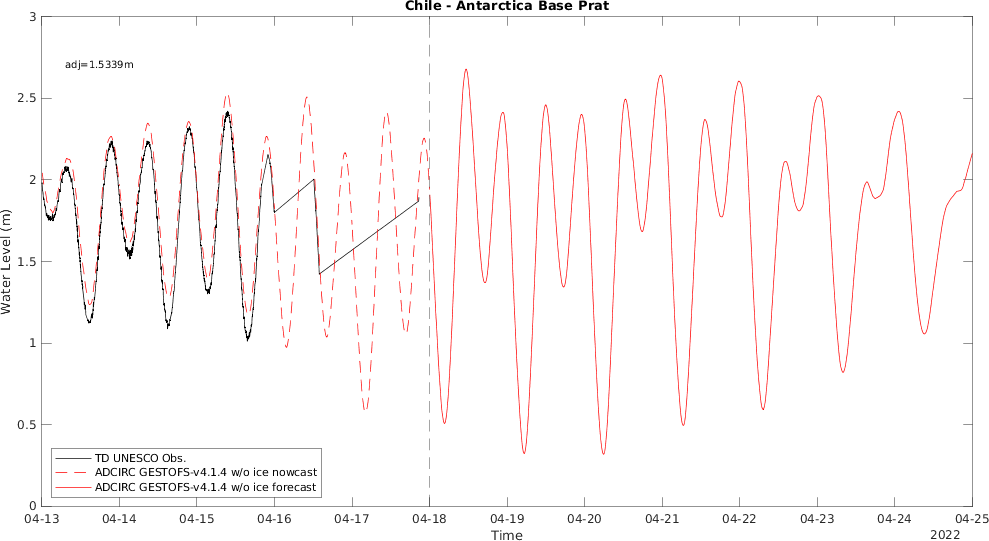 Chile - Antarctica Base Prat
adj=1.5339m
3
2.5
2
1.5
1
0.5
0
Water Level (m)
TD UNESCO Obs.
ADCIRC GESTOFS-v4.1.4 w/o ice nowcast
ADCIRC GESTOFS-v4.1.4 w/o ice forecast
04-13 04-14 04-15 04-16 04-17 04-18 04-19 04-20 04-21 04-22 04-23 04-24 04-25
Time
2022